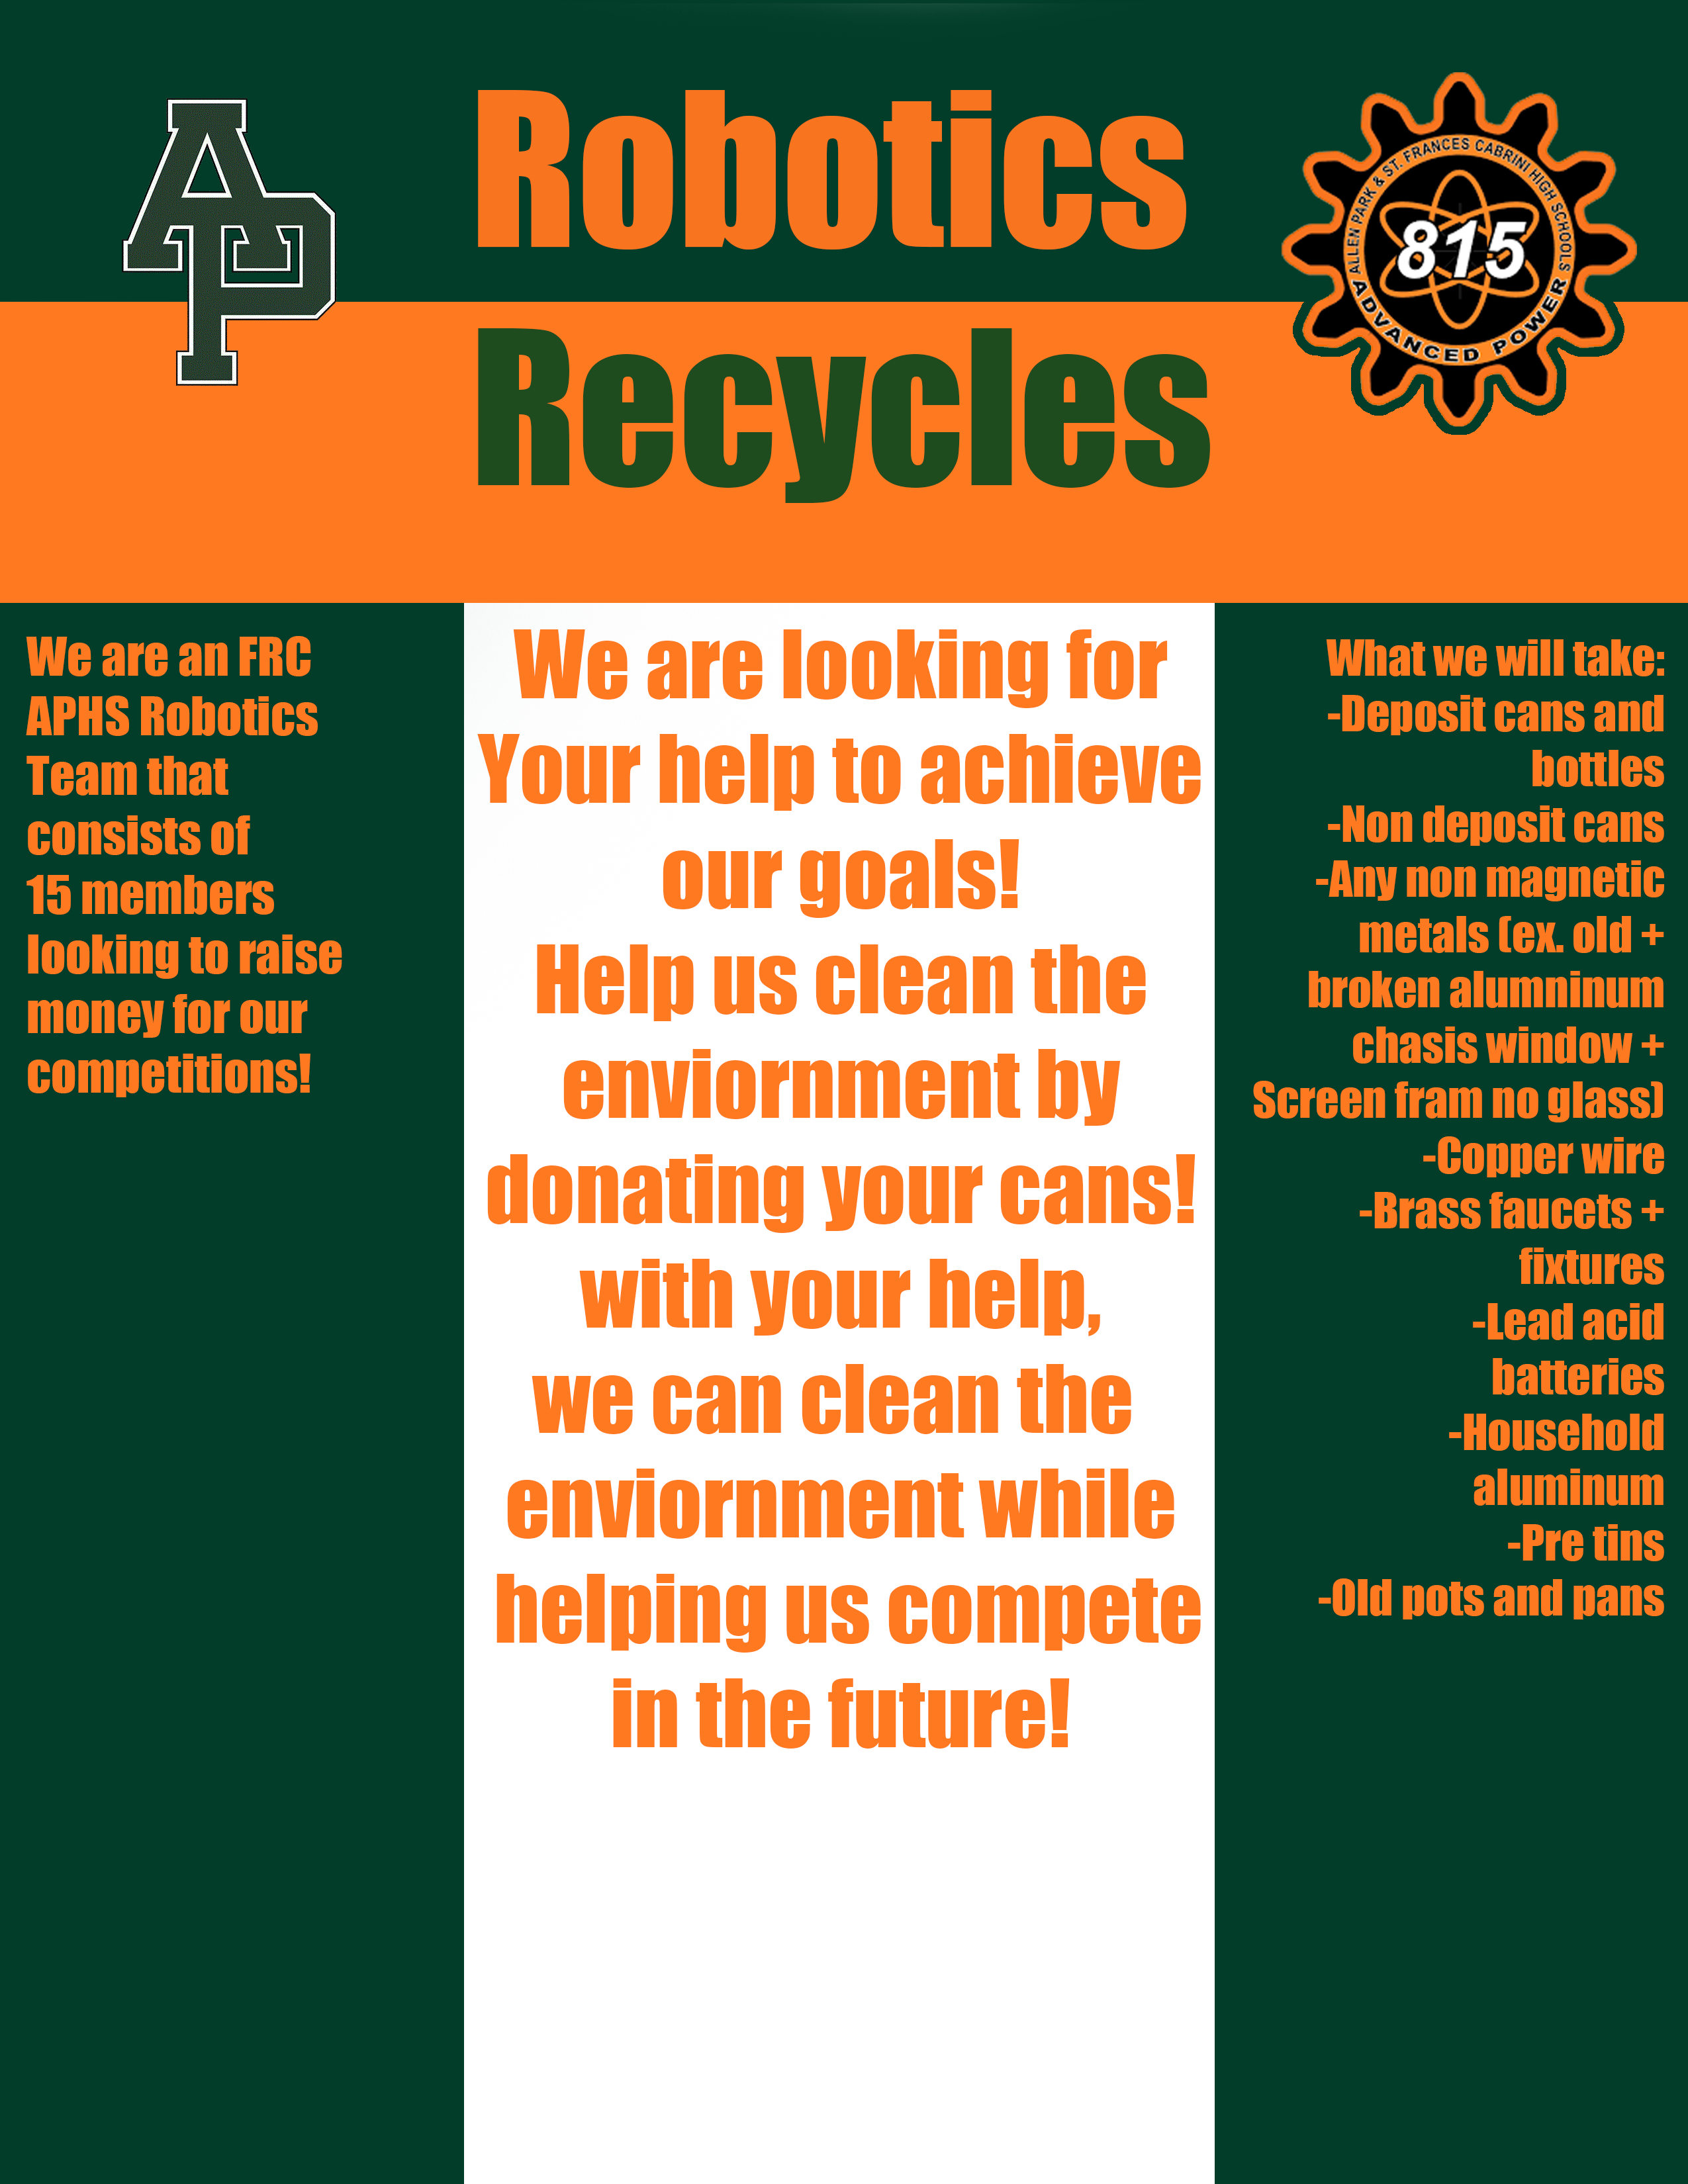 AP
Robotics
Recycles
ALLEN PARK & ST. FRANCES CABRINI HIGH SCHOOLS
815
ADVANCED POWER
We are an FRC
APHS Robotics
Team that
consists of
15 members
looking to raise
money for our
competitions!
We are looking for
Your help to achieve
our goals!
Help us clean the
enviornment by
donating your cans!
with your help,
we can clean the
enviornment while
helping us compete
in the future!
What we will take:
-Deposit cans and
bottles
-Non deposit cans
-Any non magnetic
metals (ex. old +
broken alumninum
chasis window +
Screen fram no glass)
-Copper wire
-Brass faucets +
fixtures
-Lead acid
batteries
-Household
aluminum
-Pre tins
-Old pots and pans